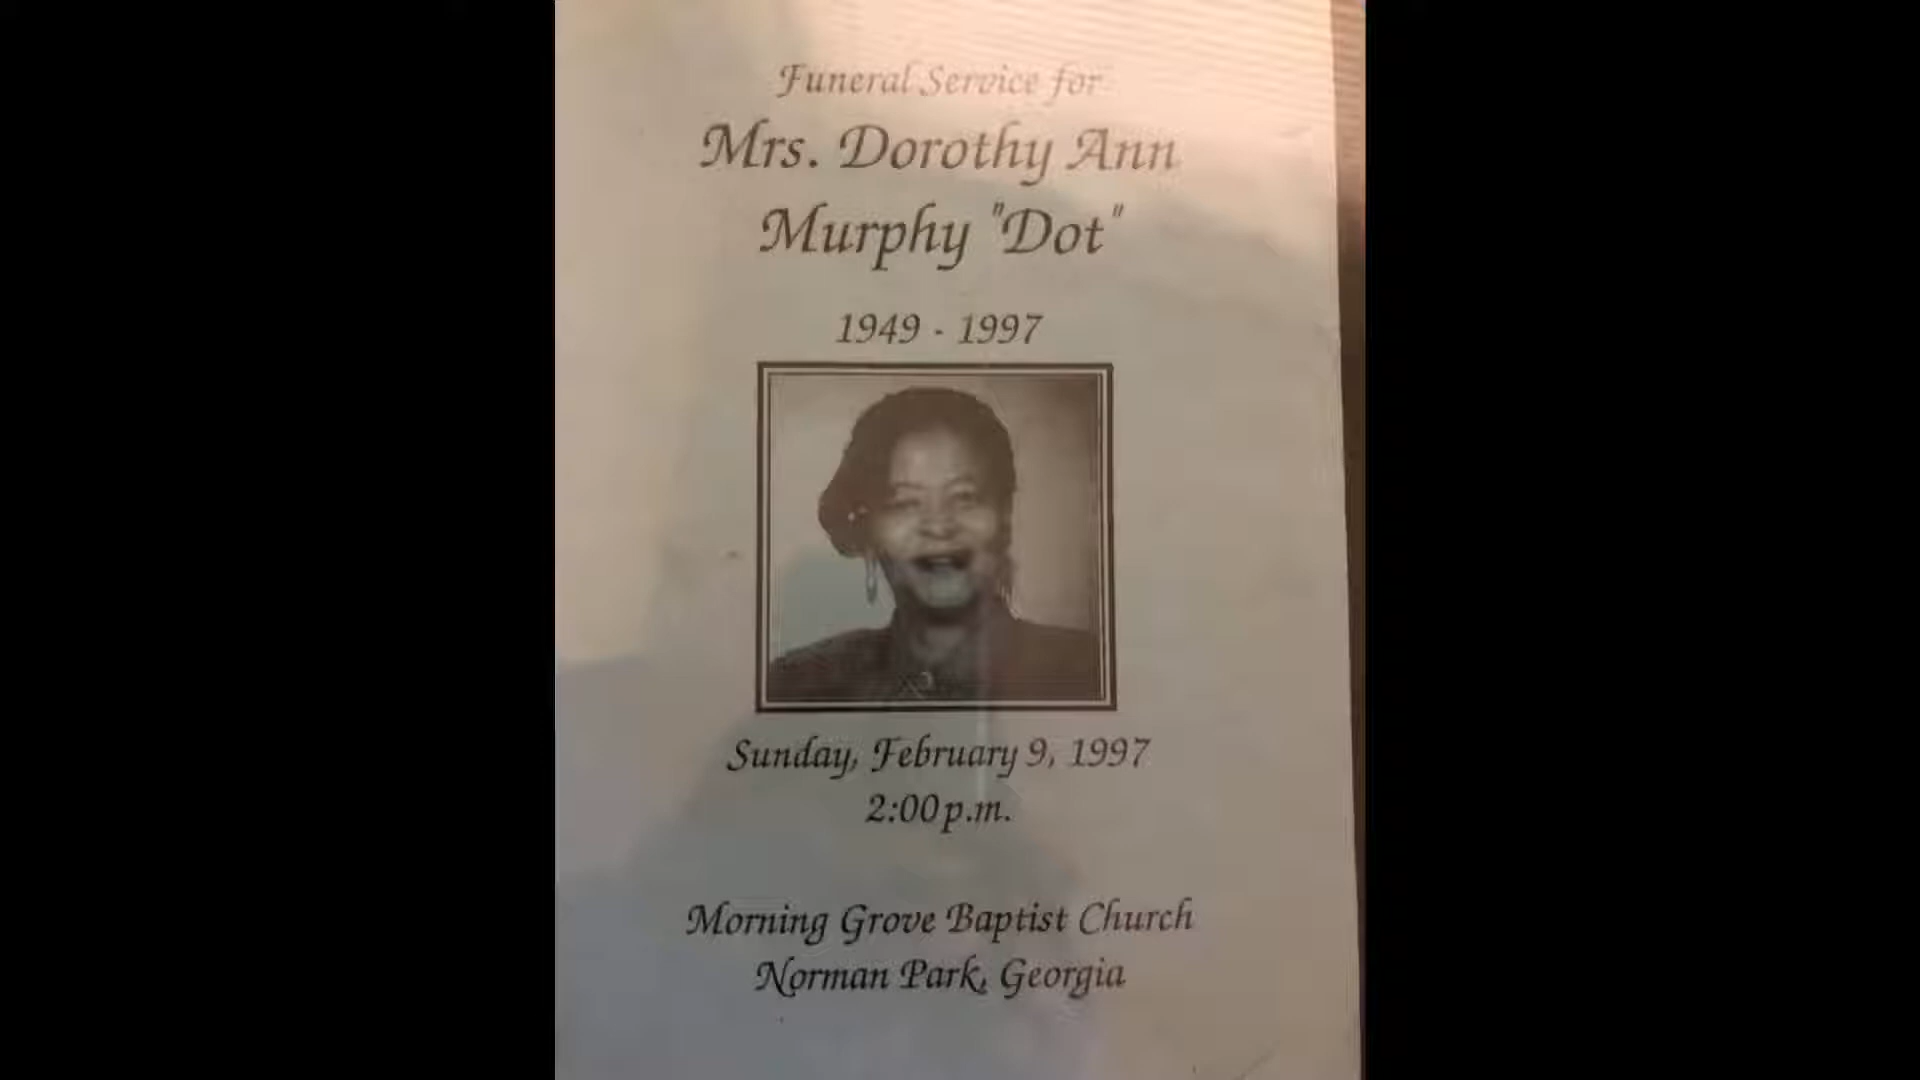 Funeral Service for
Mrs. Dorothy Ann
Murphy "Dot"
1949 - 1997
Sunday, February 9, 1997
2:00 p.m.
Morning Grove Baptist Church
Norman Park, Georgia